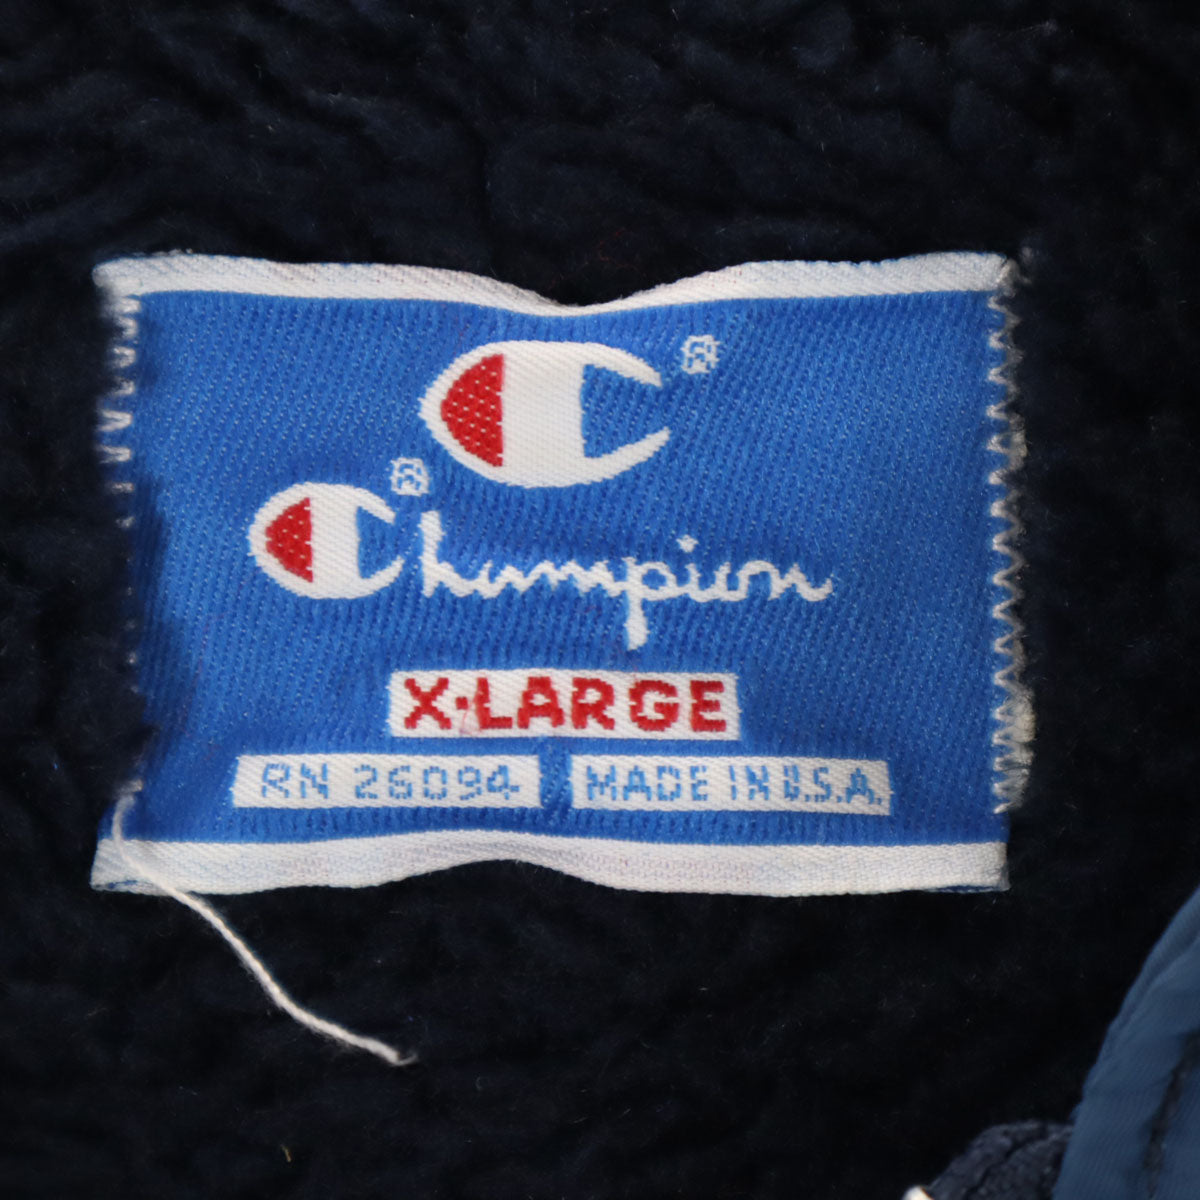 C®
Champion®
X-LARGE
RN 26094 MADE IN U.S.A.